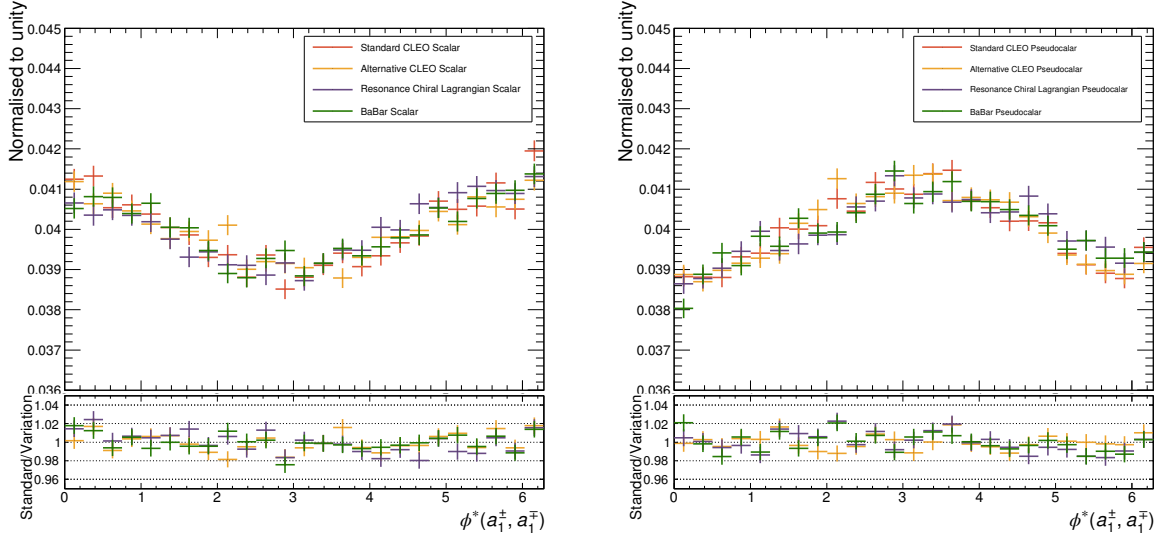 Normalised to unity
0.045
0.044
0.043
0.042
0.041
0.04
0.039
0.038
0.037
0.036
Standard CLEO Scalar
Alternative CLEO Scalar
Resonance Chiral Lagrangian Scalar
BaBar Scalar
Standard/Variation
1.04
1.02
1
0.98
0.96
0 1 2 3 4 5 6
ϕ*(a₁±, a₁∓)
Normalised to unity
0.045
0.044
0.043
0.042
0.041
0.04
0.039
0.038
0.037
0.036
Standard CLEO Pseudocalar
Alternative CLEO Pseudocalar
Resonance Chiral Lagrangian Pseudocalar
BaBar Pseudocalar
Standard/Variation
1.04
1.02
1
0.98
0.96
0 1 2 3 4 5 6
ϕ*(a₁±, a₁∓)